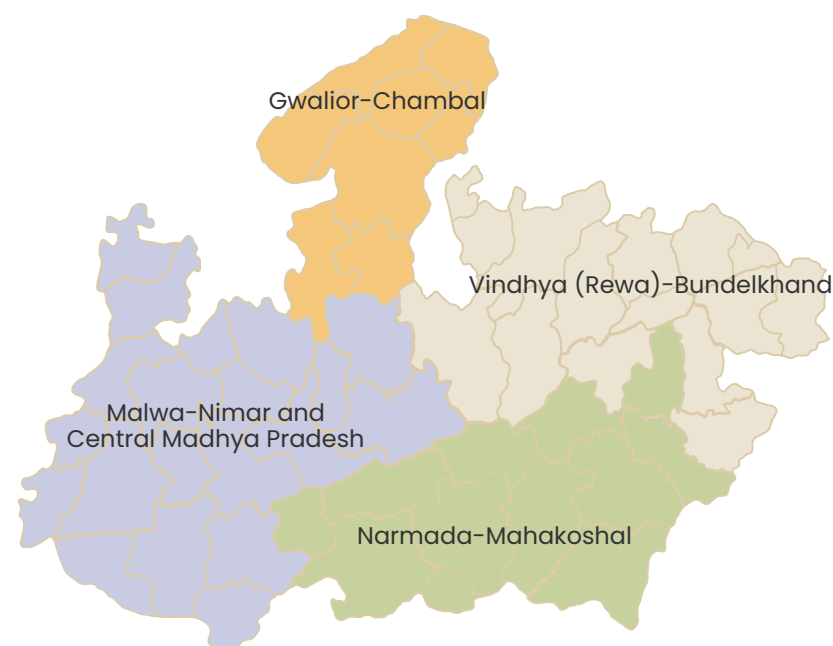 Gwalior-Chambal
Vindhya (Rewa)-Bundelkhand
Malwa-Nimar and
Central Madhya Pradesh
Narmada-Mahakoshal